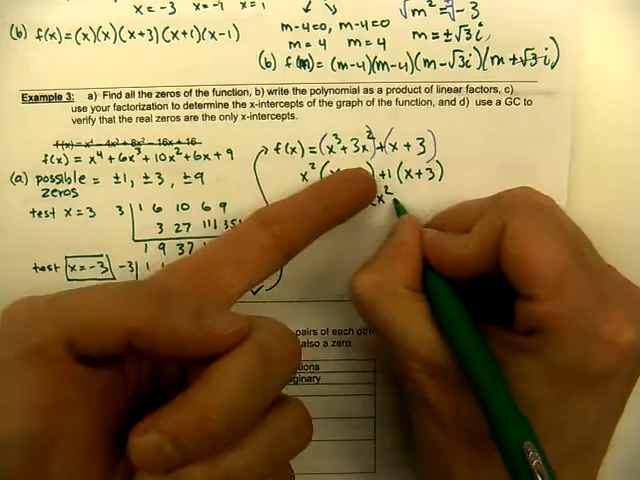 x = -3 x = -1 x = 1
(b) f(x) = (x)(x)(x+3)(x+1)(x-1)
√m² = √-3
m-4=0, m-4=0
m = 4 m = 4 m = ±√3 i
(b) f(m) = (m-4)(m-4)(m-√3i)(m+√3i)
Example 3: a) Find all the zeros of the function, b) write the polynomial as a product of linear factors, c)
use your factorization to determine the x-intercepts of the graph of the function, and d) use a GC to
verify that the real zeros are the only x-intercepts.
f(x) = x⁴ - 4x³ + 8x² - 16x + 16
f(x) = x⁴ + 6x³ + 10x² + 6x + 9
f(x) = (x³ + 3x²) + (x + 3)
x² +1 (x+3)
(x²
(a) possible = ±1, ±3, ±9
zeros
test x = 3 3| 1 6 10 6 9
3 27 111 351
1 9 37
test x = -3 -3|
pairs of each
also a zero.